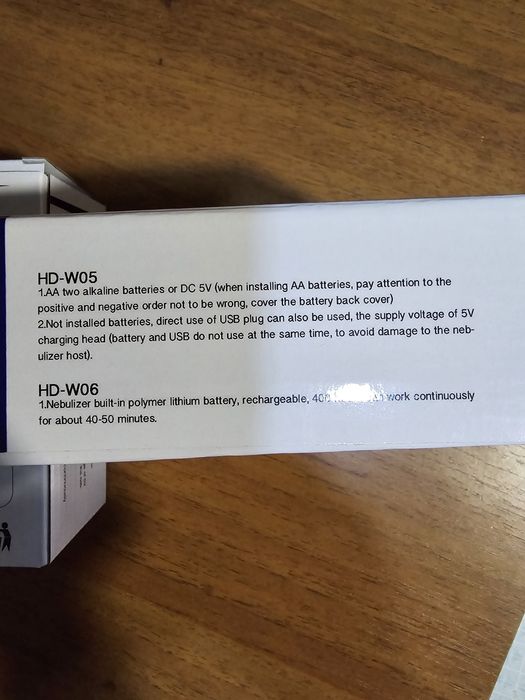 HD-W05
1.AA two alkaline batteries or DC 5V (when installing AA batteries, pay attention to the
positive and negative order not to be wrong, cover the battery back cover)
2.Not installed batteries, direct use of USB plug can also be used, the supply voltage of 5V
charging head (battery and USB do not use at the same time, to avoid damage to the neb-
ulizer host).
HD-W06
1.Nebulizer built-in polymer lithium battery, rechargeable, work continuously
for about 40-50 minutes.